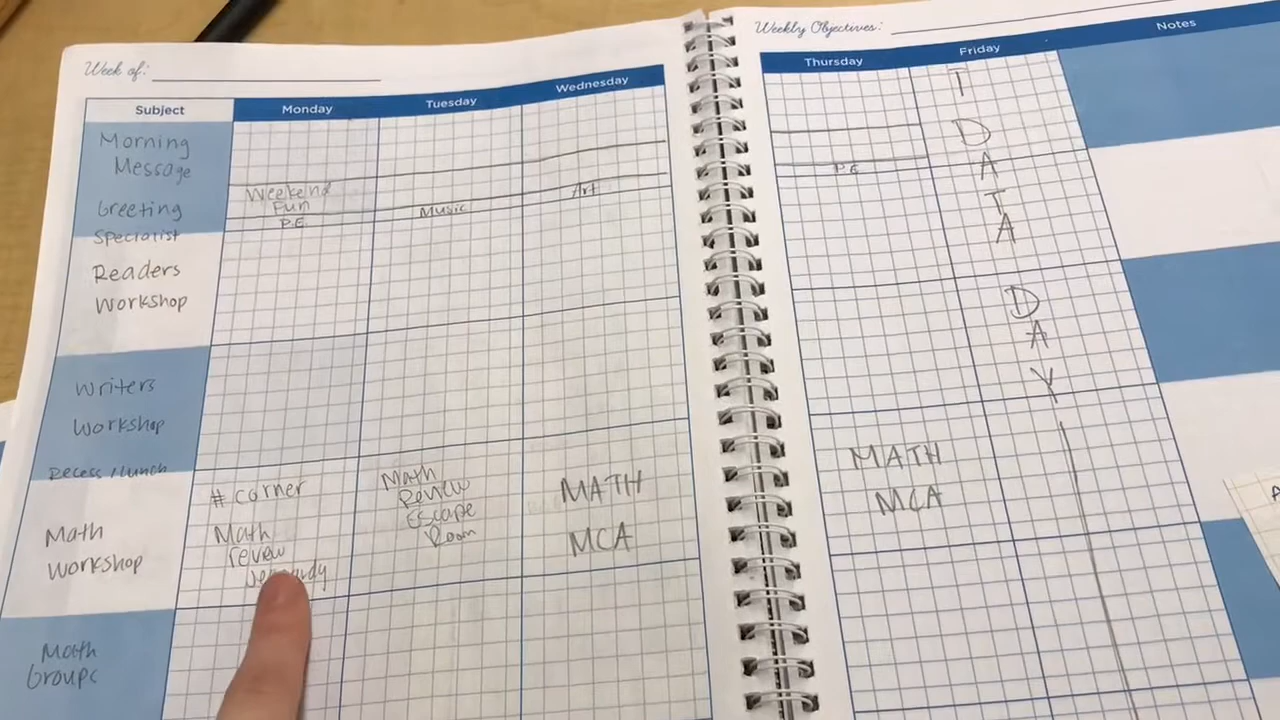 Week of:
Weekly Objectives:
Subject
Monday
Tuesday
Wednesday
Thursday
Friday
Notes
Morning
Message
Greeting
Weekend
Fun
Specialist
P.E.
Music
Art
P.E
Readers
Workshop
Writers
Workshop
Recess/Lunch
Math
Workshop
# corner
Math
review
Math
Review
Escape
Room
MATH
MCA
MATH
MCA
T
DATA
DAY
Math
Groups